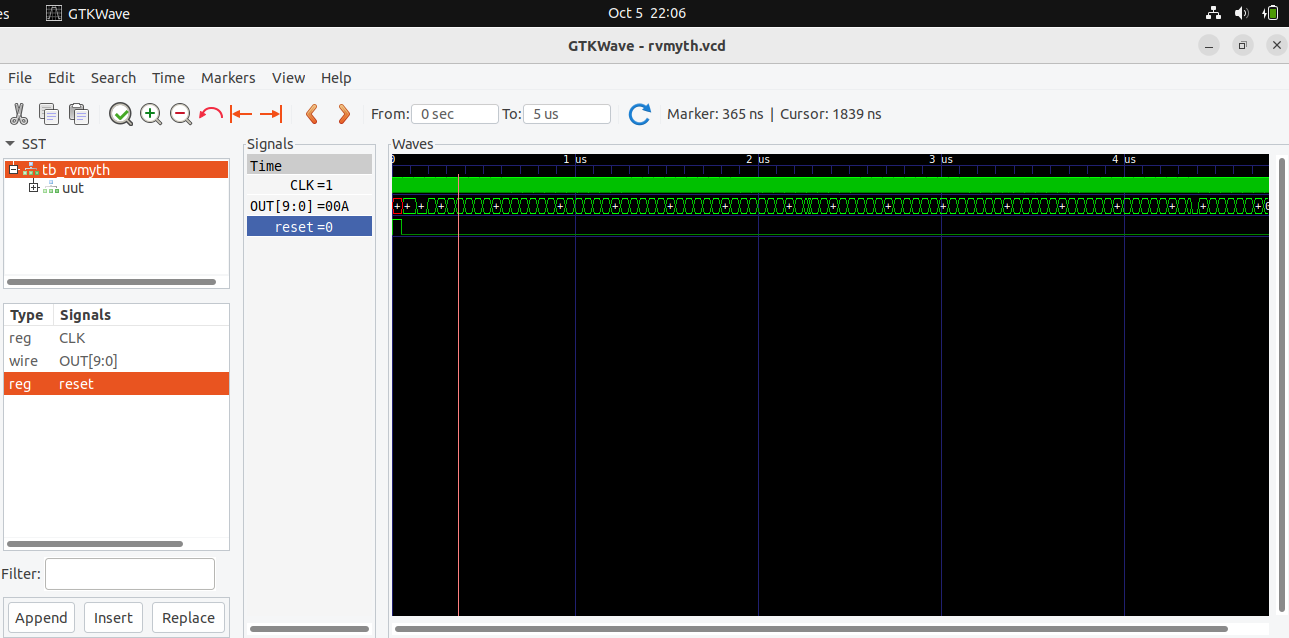 es GTKWave Oct 5 22:06
GTKWave - rvmyth.vcd
File Edit Search Time Markers View Help
From: 0 sec To: 5 us Marker: 365 ns | Cursor: 1839 ns
SST
tb_rvmyth
uut
Type Signals
reg CLK
wire OUT[9:0]
reg reset
Filter:
Append Insert Replace
Signals
Time
CLK=1
OUT[9:0]=00A
reset=0
Waves
0 1 us 2 us 3 us 4 us